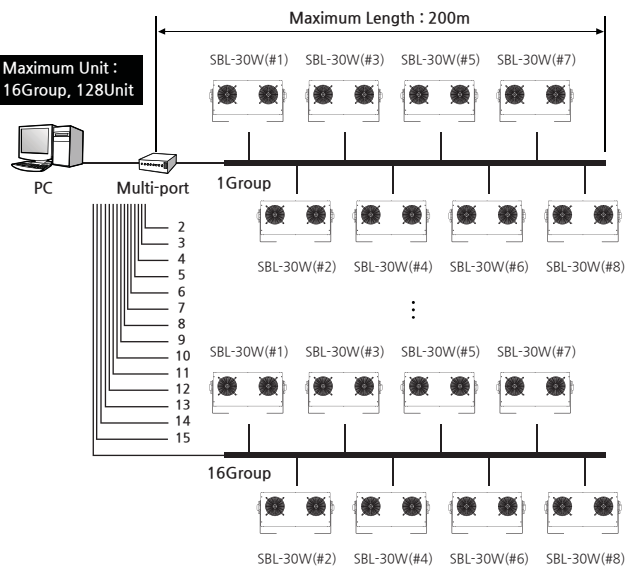 Maximum Length : 200m
Maximum Unit :
16Group, 128Unit
SBL-30W(#1) SBL-30W(#3) SBL-30W(#5) SBL-30W(#7)
PC Multi-port 1Group
SBL-30W(#2) SBL-30W(#4) SBL-30W(#6) SBL-30W(#8)
2
3
4
5
6
7
8
9
10
11
12
13
14
15
SBL-30W(#1) SBL-30W(#3) SBL-30W(#5) SBL-30W(#7)
16Group
SBL-30W(#2) SBL-30W(#4) SBL-30W(#6) SBL-30W(#8)